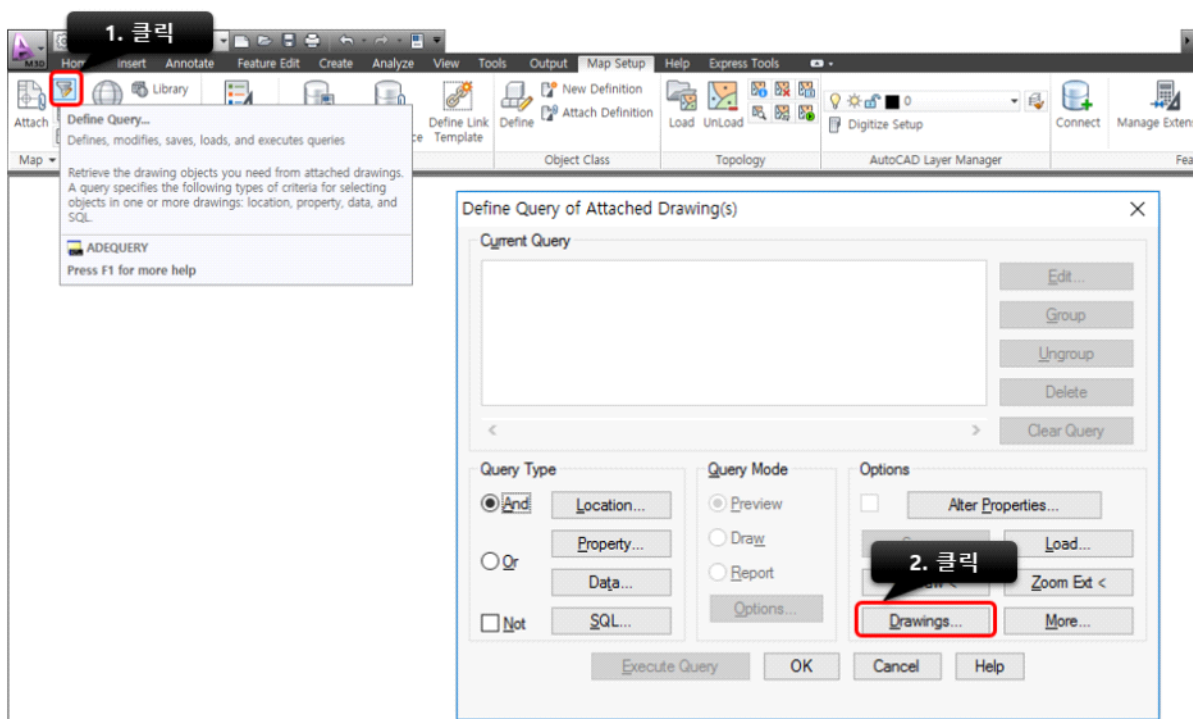 1. 클릭
M3D
Insert Annotate Feature Edit Create Analyze View Tools Output Map Setup Help Express Tools
Attach
Library
Define Query...
Defines, modifies, saves, loads, and executes queries
Retrieve the drawing objects you need from attached drawings.
A query specifies the following types of criteria for selecting
objects in one or more drawings: location, property, data, and
SQL.
ADEQUERY
Press F1 for more help
Map
Define Link
Template
Define
New Definition
Attach Definition
Object Class
Load UnLoad
Topology
0
Digitize Setup
AutoCAD Layer Manager
Connect Manage Exten
Fea
Define Query of Attached Drawing(s)
Current Query
Edit...
Group
Ungroup
Delete
Clear Query
Query Type
And
Or
Not
Location...
Property...
Data...
SQL...
Query Mode
Preview
Draw
Report
Options...
Options
Alter Properties...
Load...
2. 클릭
Zoom Ext <
Drawings...
More...
Execute Query OK Cancel Help